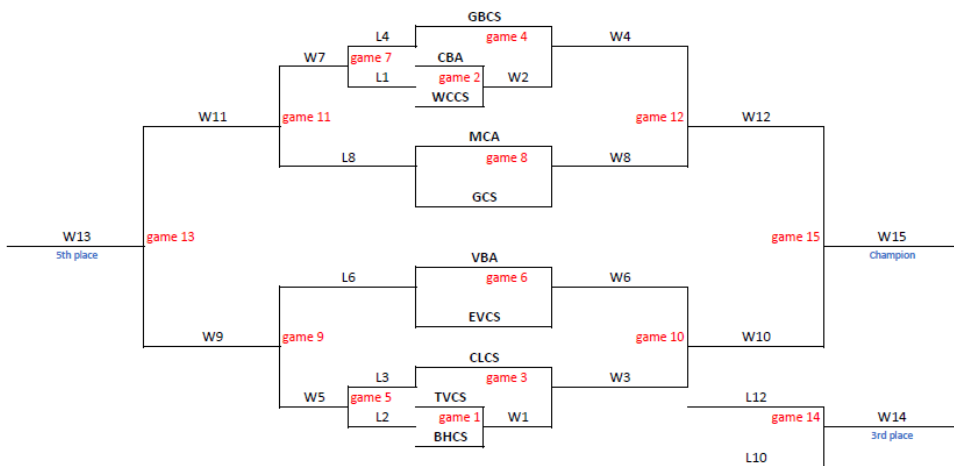 GBCS
L4 game 4 W4
W7 game 7 CBA
L1 game 2 W2
WCCS
W11 game 11 game 12 W12
MCA
L8 game 8 W8
GCS
W13 game 13 game 15 W15
5th place Champion
VBA
L6 game 6 W6
EVCS
W9 game 9 game 10 W10
CLCS
L3 game 3 W3
W5 game 5 TVCS L12
L2 game 1 W1 game 14 W14
BHCS 3rd place
L10